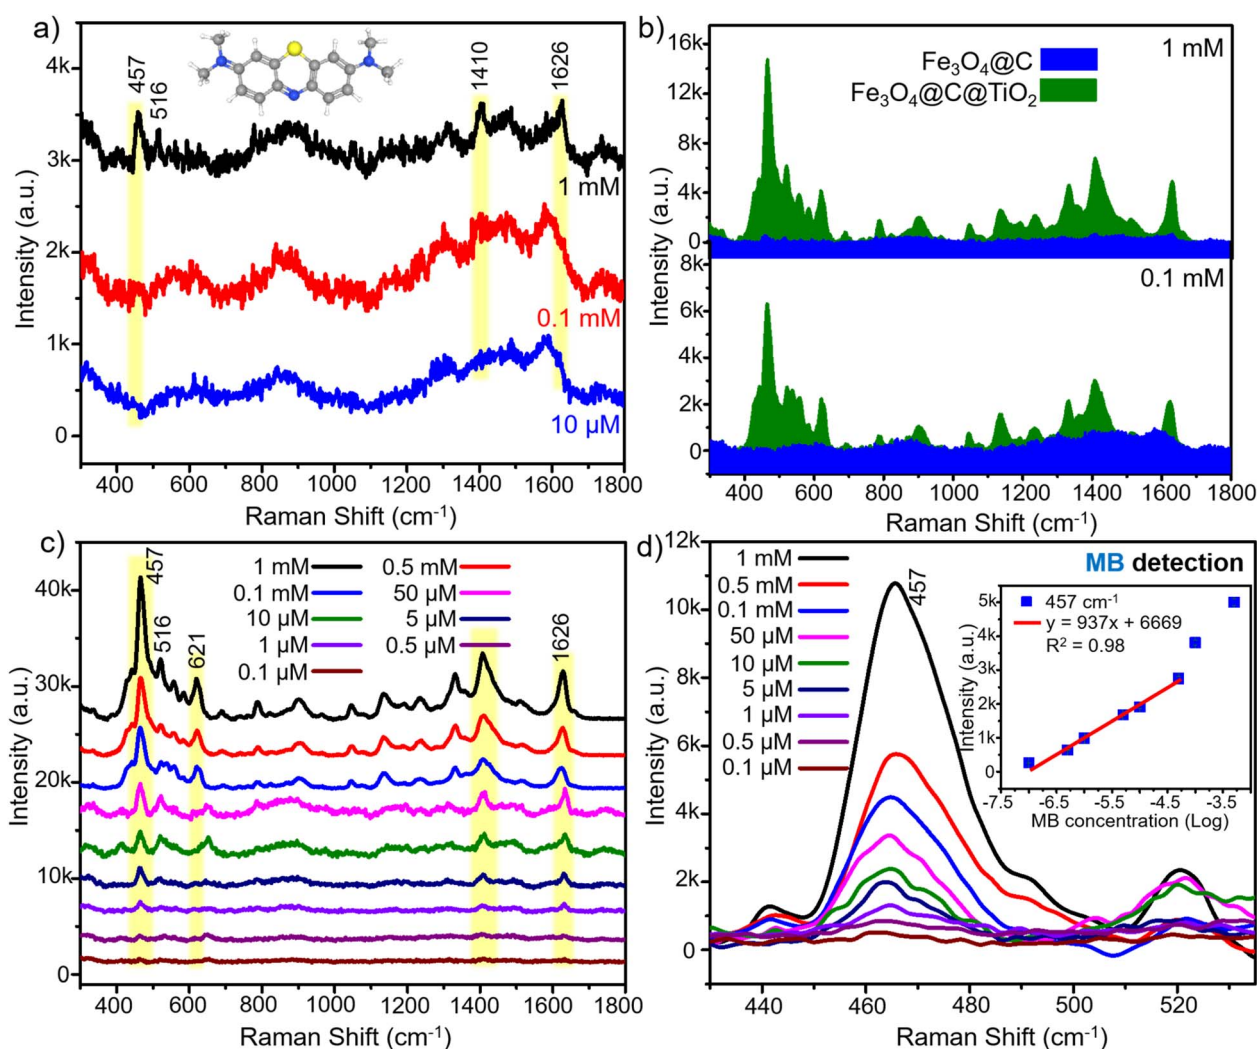 a)
4k
3k
2k
1k
0
Intensity (a.u.)
457
516
1410
1626
1 mM
0.1 mM
10 µM
400 600 800 1000 1200 1400 1600 1800
Raman Shift (cm⁻¹)
b)
16k
12k
8k
4k
0
8k
6k
4k
2k
0
Intensity (a.u.)
Fe₃O₄@C
Fe₃O₄@C@TiO₂
1 mM
0.1 mM
400 600 800 1000 1200 1400 1600 1800
Raman Shift (cm⁻¹)
c)
40k
30k
20k
10k
0
Intensity (a.u.)
457
516
621
1626
1 mM 0.5 mM
0.1 mM 50 µM
10 µM 5 µM
1 µM 0.5 µM
0.1 µM
400 600 800 1000 1200 1400 1600 1800
Raman Shift (cm⁻¹)
d)
12k
10k
8k
6k
4k
2k
0
Intensity (a.u.)
1 mM
0.5 mM
0.1 mM
50 µM
10 µM
5 µM
1 µM
0.5 µM
0.1 µM
457
MB detection
457 cm⁻¹
y = 937x + 6669
R² = 0.98
5k
4k
3k
2k
1k
0
Intensity (a.u.)
-7.5 -6.5 -5.5 -4.5 -3.5
MB concentration (Log)
440 460 480 500 520
Raman Shift (cm⁻¹)